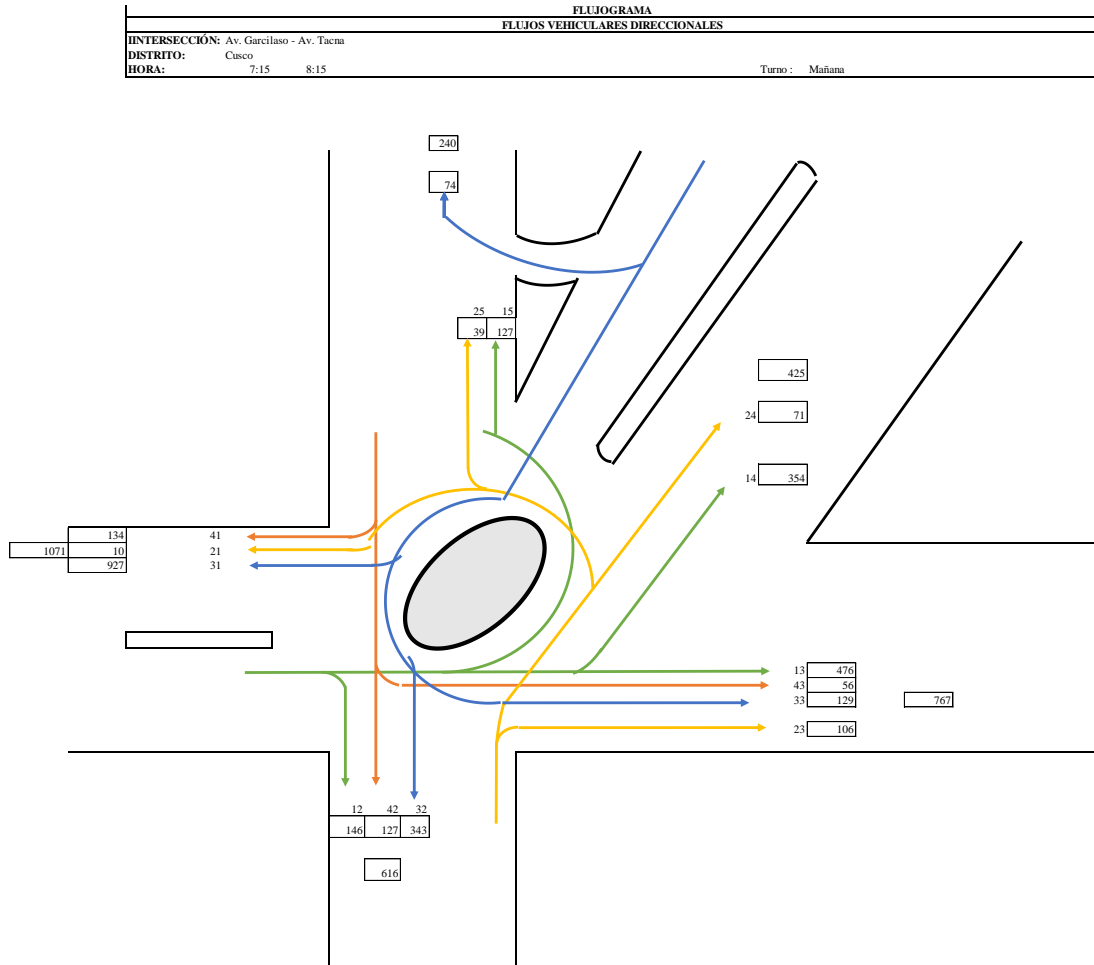 FLUJOGRAMA
FLUJOS VEHICULARES DIRECCIONALES
IINTERSECCIÓN: Av. Garcilaso - Av. Tacna
DISTRITO: Cusco
HORA: 7:15 8:15 Turno : Mañana
240
74
25 15
39 127
425
24 71
14 354
134 41
1071 10 21
927 31
13 476
43 56
33 129 767
23 106
12 42 32
146 127 343
616